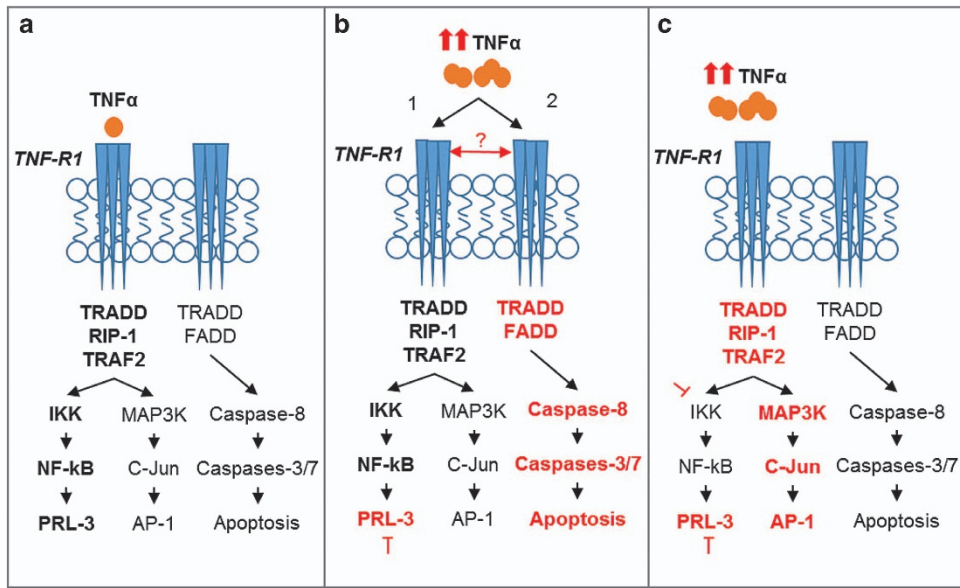 a
TNFα
TNF-R1
TRADD
RIP-1
TRAF2
TRADD
FADD
IKK
MAP3K
Caspase-8
NF-kB
C-Jun
Caspases-3/7
PRL-3
AP-1
Apoptosis
b
TNFα
1
2
?
TNF-R1
TRADD
RIP-1
TRAF2
TRADD
FADD
IKK
MAP3K
Caspase-8
NF-kB
C-Jun
Caspases-3/7
PRL-3
AP-1
Apoptosis
c
TNFα
TNF-R1
TRADD
RIP-1
TRAF2
TRADD
FADD
IKK
MAP3K
Caspase-8
NF-kB
C-Jun
Caspases-3/7
PRL-3
AP-1
Apoptosis